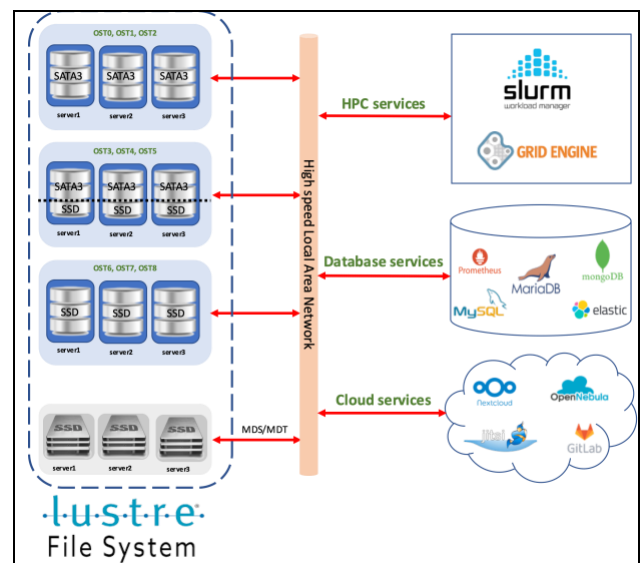 OST0, OST1, OST2
SATA3 SATA3 SATA3
server1 server2 server3
OST3, OST4, OST5
SATA3 SATA3 SATA3
SSD SSD SSD
server1 server2 server3
OST6, OST7, OST8
SSD SSD SSD
server1 server2 server3
SSD SSD SSD
server1 server2 server3
MDS/MDT
·l·u·s·t·r·e·
File System
High speed Local Area Network
HPC services
slurm
workload manager
GRID ENGINE
Database services
Prometheus
MariaDB
mongoDB
MySQL
elastic
Cloud services
Nextcloud
OpenNebula
jitsi
GitLab